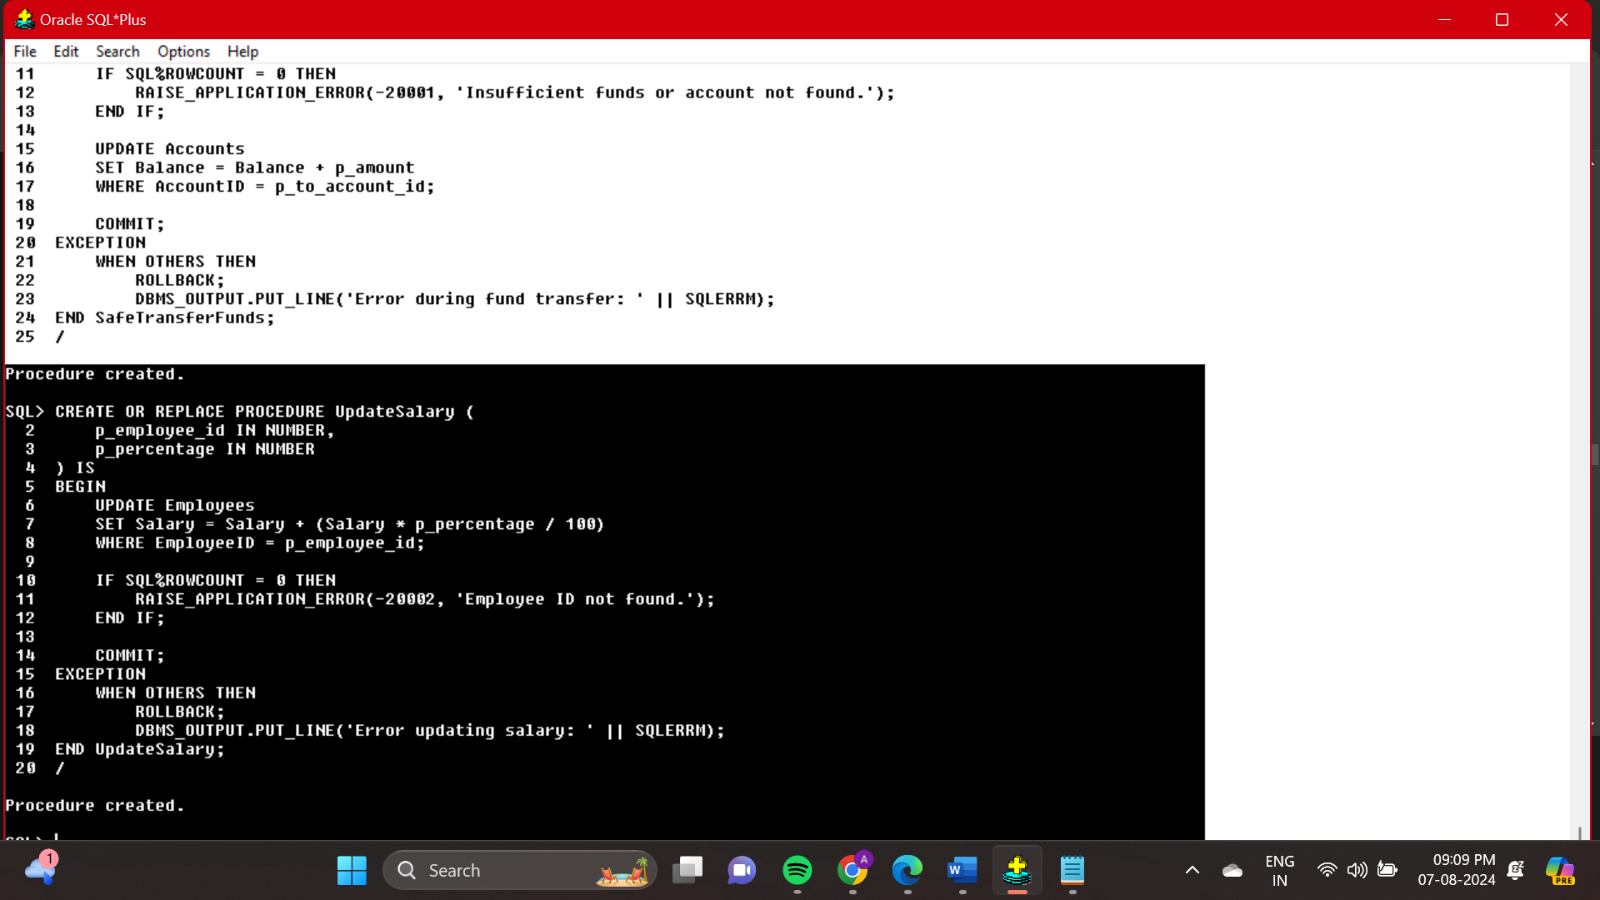 Oracle SQL*Plus
File Edit Search Options Help
11      IF SQL%ROWCOUNT = 0 THEN
12          RAISE_APPLICATION_ERROR(-20001, 'Insufficient funds or account not found.');
13      END IF;
14
15      UPDATE Accounts
16      SET Balance = Balance + p_amount
17      WHERE AccountID = p_to_account_id;
18
19      COMMIT;
20  EXCEPTION
21      WHEN OTHERS THEN
22          ROLLBACK;
23          DBMS_OUTPUT.PUT_LINE('Error during fund transfer: ' || SQLERRM);
24  END SafeTransferFunds;
25  /
Procedure created.
SQL> CREATE OR REPLACE PROCEDURE UpdateSalary (
2      p_employee_id IN NUMBER,
3      p_percentage IN NUMBER
4  ) IS
5  BEGIN
6      UPDATE Employees
7      SET Salary = Salary + (Salary * p_percentage / 100)
8      WHERE EmployeeID = p_employee_id;
9
10      IF SQL%ROWCOUNT = 0 THEN
11          RAISE_APPLICATION_ERROR(-20002, 'Employee ID not found.');
12      END IF;
13
14      COMMIT;
15  EXCEPTION
16      WHEN OTHERS THEN
17          ROLLBACK;
18          DBMS_OUTPUT.PUT_LINE('Error updating salary: ' || SQLERRM);
19  END UpdateSalary;
20  /
Procedure created.
SQL>
1
Search
A
W
ENG
IN
09:09 PM
07-08-2024
PRE